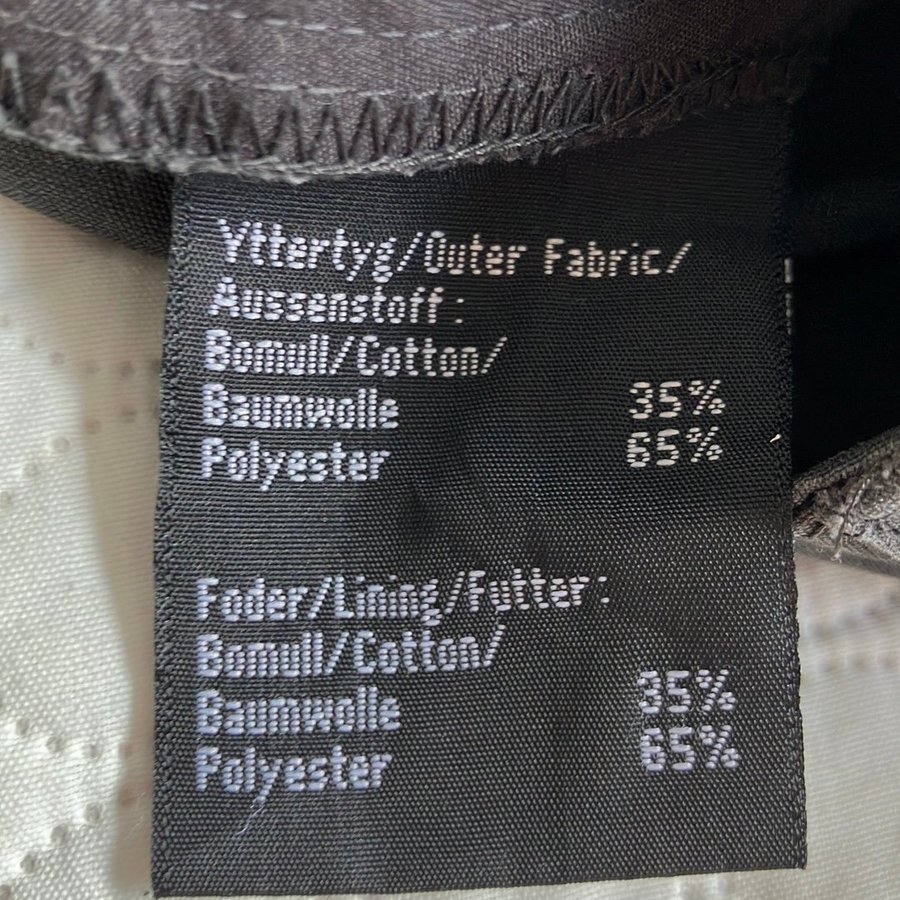 Yttertyg/Outer Fabric/
Aussenstoff:
Bomull/Cotton/
Baumwolle 35%
Polyester 65%
Foder/Lining/Futter:
Bomull/Cotton/
Baumwolle 35%
Polyester 65%